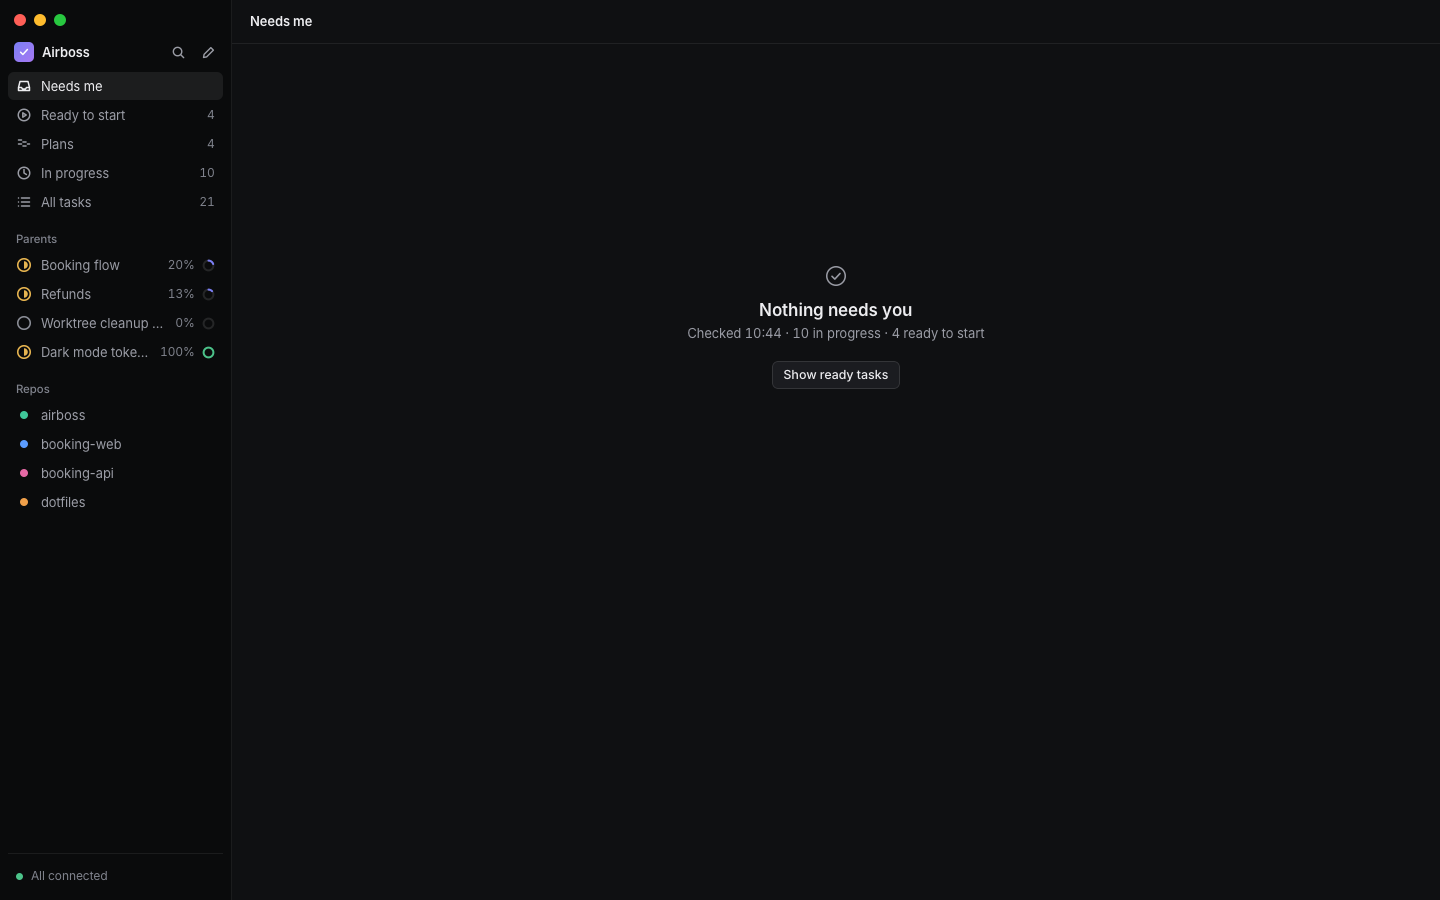 Airboss
Needs me
Ready to start 4
Plans 4
In progress 10
All tasks 21
Parents
Booking flow 20%
Refunds 13%
Worktree cleanup ... 0%
Dark mode toke... 100%
Repos
airboss
booking-web
booking-api
dotfiles
All connected
Needs me
Nothing needs you
Checked 10:44 · 10 in progress · 4 ready to start
Show ready tasks